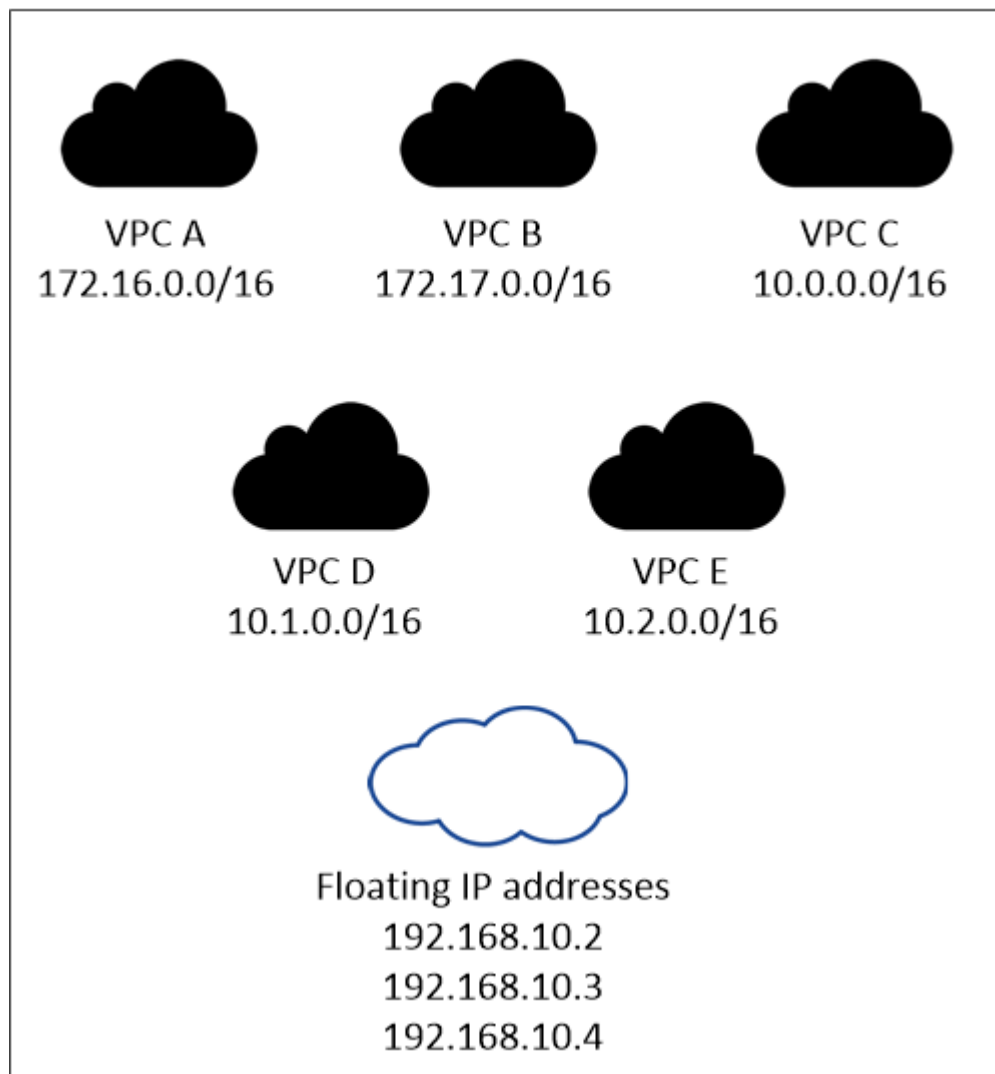 VPC A
172.16.0.0/16
VPC B
172.17.0.0/16
VPC C
10.0.0.0/16
VPC D
10.1.0.0/16
VPC E
10.2.0.0/16
Floating IP addresses
192.168.10.2
192.168.10.3
192.168.10.4